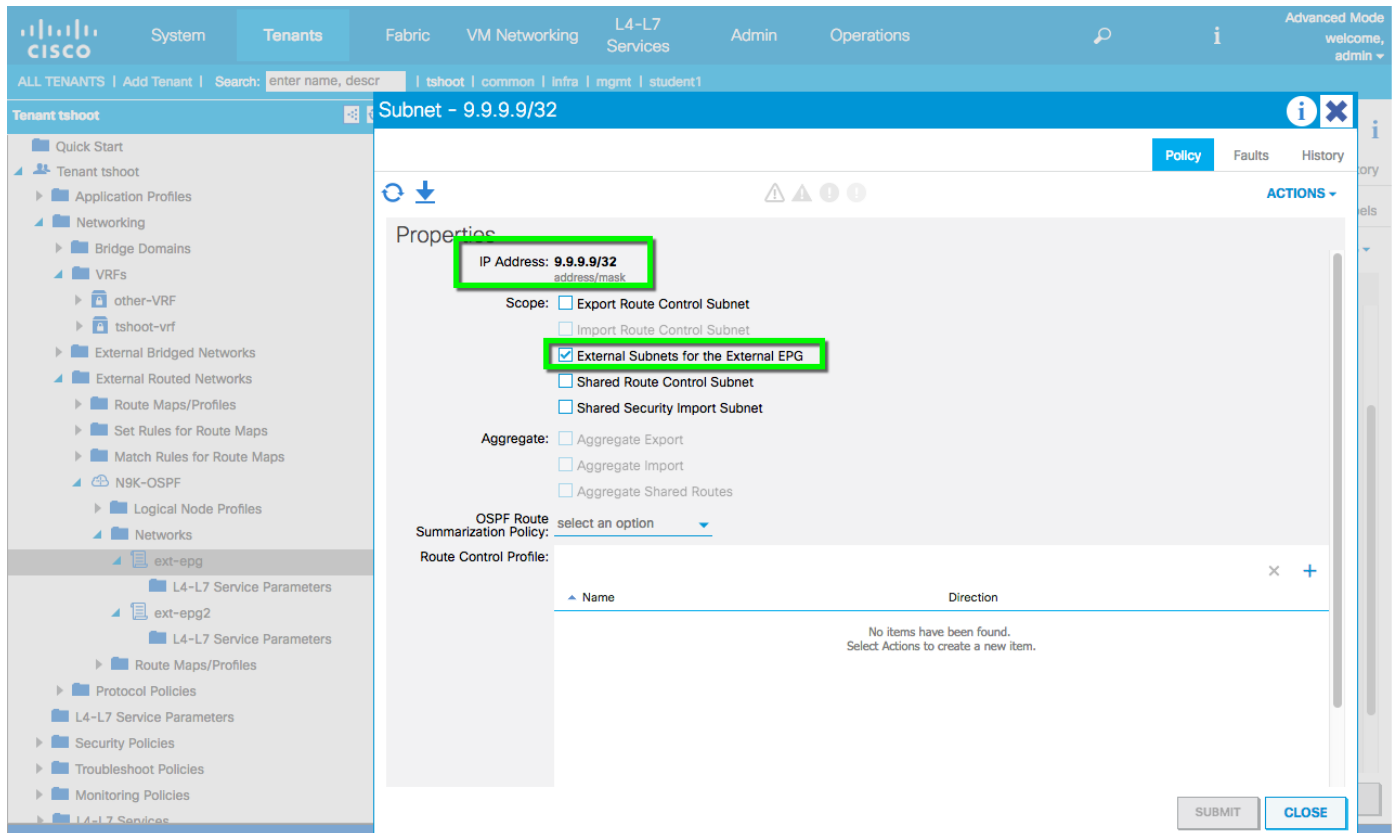 CISCO
System
Tenants
Fabric
VM Networking
L4-L7
Services
Admin
Operations
i
Advanced Mode
welcome,
admin
ALL TENANTS | Add Tenant | Search: enter name, descr | tshoot | common | infra | mgmt | student1
Tenant tshoot
Quick Start
Tenant tshoot
Application Profiles
Networking
Bridge Domains
VRFs
other-VRF
tshoot-vrf
External Bridged Networks
External Routed Networks
Route Maps/Profiles
Set Rules for Route Maps
Match Rules for Route Maps
N9K-OSPF
Logical Node Profiles
Networks
ext-epg
L4-L7 Service Parameters
ext-epg2
L4-L7 Service Parameters
Route Maps/Profiles
Protocol Policies
L4-L7 Service Parameters
Security Policies
Troubleshoot Policies
Monitoring Policies
L4-L7 Services
Subnet - 9.9.9.9/32
i
Policy
Faults
History
ACTIONS
Properties
IP Address: 9.9.9.9/32
address/mask
Scope: Export Route Control Subnet
Import Route Control Subnet
External Subnets for the External EPG
Shared Route Control Subnet
Shared Security Import Subnet
Aggregate: Aggregate Export
Aggregate Import
Aggregate Shared Routes
OSPF Route
Summarization Policy: select an option
Route Control Profile:
Name
Direction
No items have been found.
Select Actions to create a new item.
SUBMIT
CLOSE
i